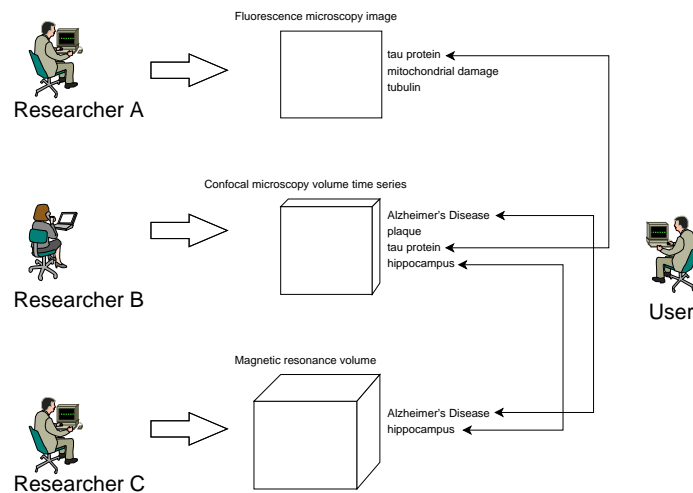 Fluorescence microscopy image
tau protein
mitochondrial damage
tubulin
Researcher A
Confocal microscopy volume time series
Alzheimer's Disease
plaque
tau protein
hippocampus
Researcher B
User
Magnetic resonance volume
Alzheimer's Disease
hippocampus
Researcher C